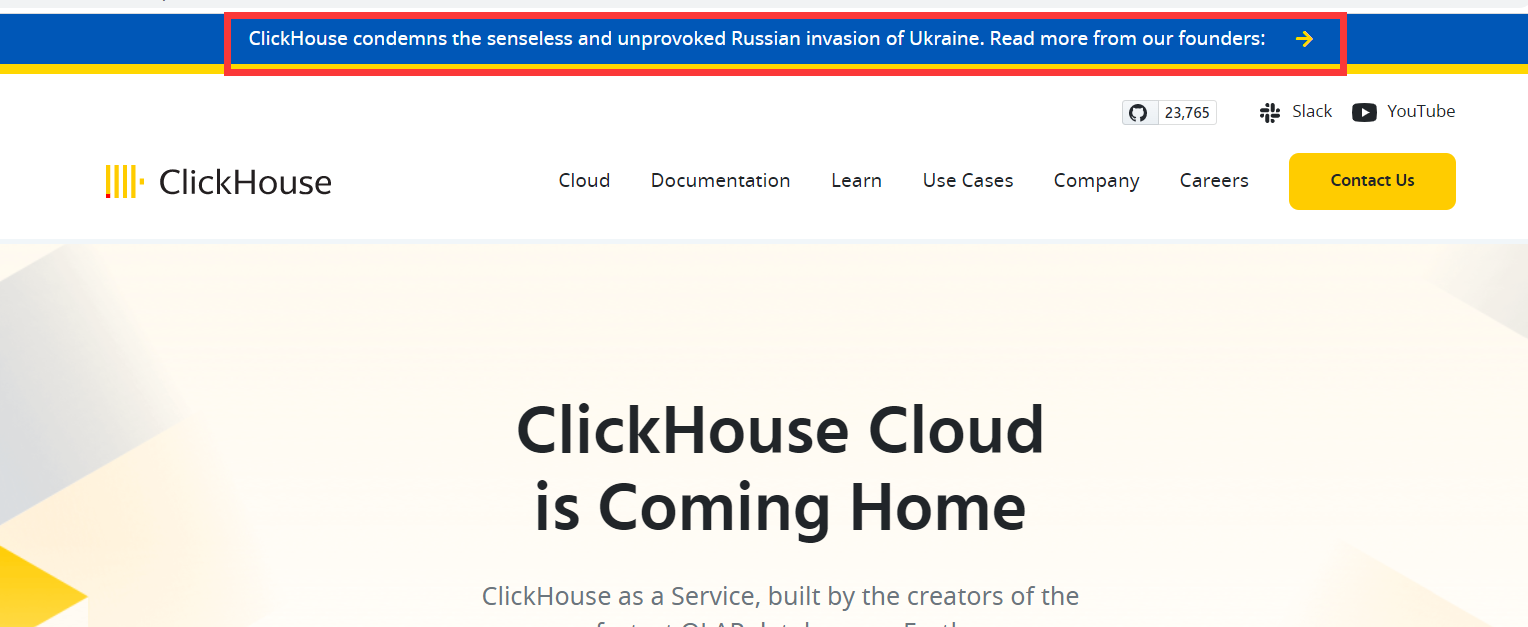 ClickHouse condemns the senseless and unprovoked Russian invasion of Ukraine. Read more from our founders:
23,765 Slack YouTube
ClickHouse Cloud Documentation Learn Use Cases Company Careers Contact Us
ClickHouse Cloud
is Coming Home
ClickHouse as a Service, built by the creators of the